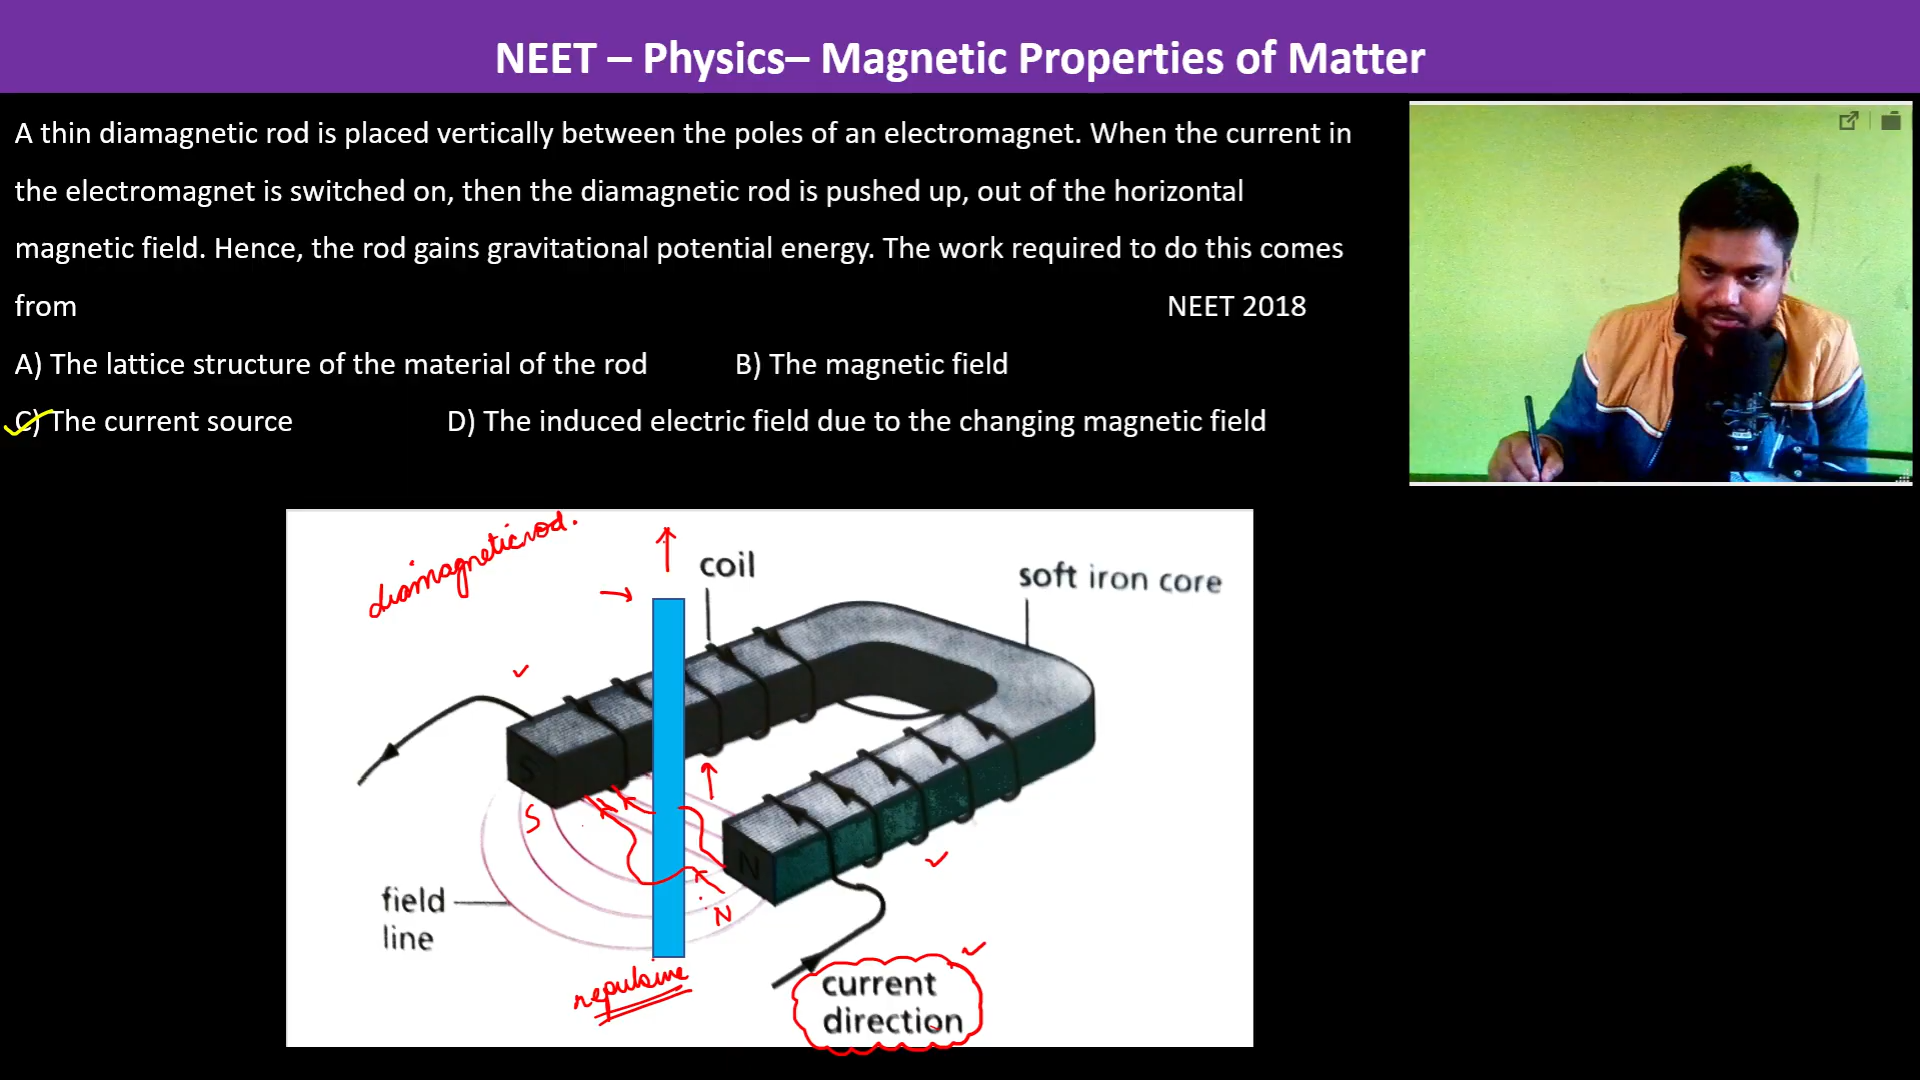 NEET – Physics– Magnetic Properties of Matter
A thin diamagnetic rod is placed vertically between the poles of an electromagnet. When the current in
the electromagnet is switched on, then the diamagnetic rod is pushed up, out of the horizontal
magnetic field. Hence, the rod gains gravitational potential energy. The work required to do this comes
from NEET 2018
A) The lattice structure of the material of the rod B) The magnetic field
C) The current source D) The induced electric field due to the changing magnetic field
diamagnetic rod.
coil
soft iron core
S
S
N
N
field
line
repulsive
current
direction